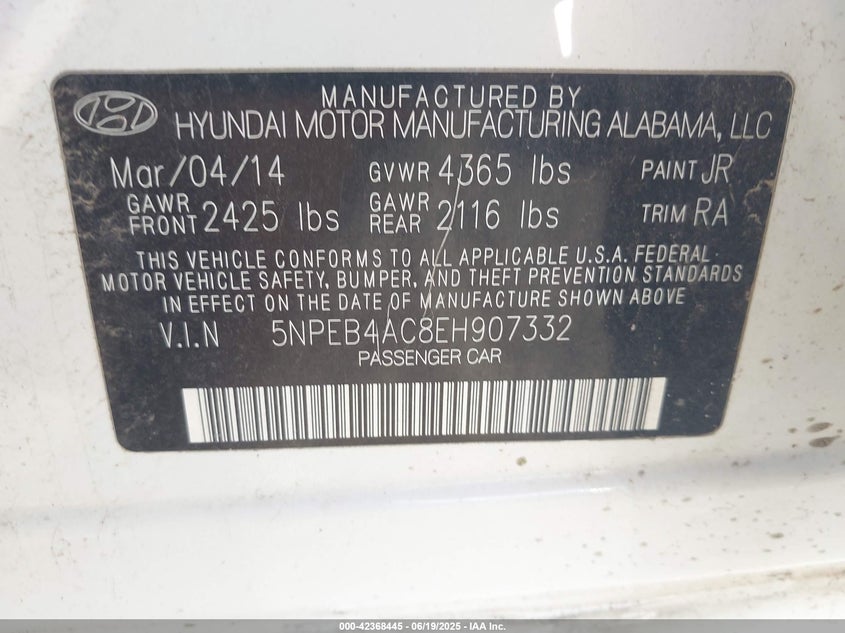 MANUFACTURED BY
HYUNDAI MOTOR MANUFACTURING ALABAMA, LLC
Mar/04/14 GVWR 4365 lbs PAINT JR
GAWR FRONT 2425 lbs GAWR REAR 2116 lbs TRIM RA
THIS VEHICLE CONFORMS TO ALL APPLICABLE U.S.A. FEDERAL
MOTOR VEHICLE SAFETY, BUMPER, AND THEFT PREVENTION STANDARDS
IN EFFECT ON THE DATE OF MANUFACTURE SHOWN ABOVE
V.I.N 5NPEB4AC8EH907332
PASSENGER CAR
000-42368445 - 06/19/2025 - IAA Inc.